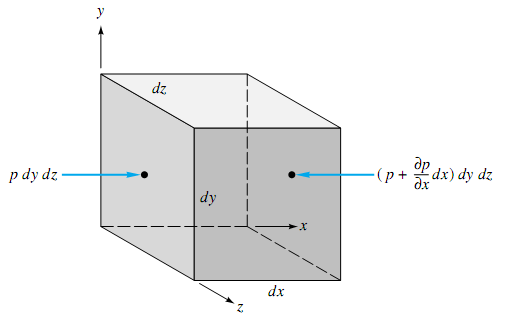 y
dz
p dy dz
(p + ∂p/∂x dx) dy dz
dy
x
dx
z